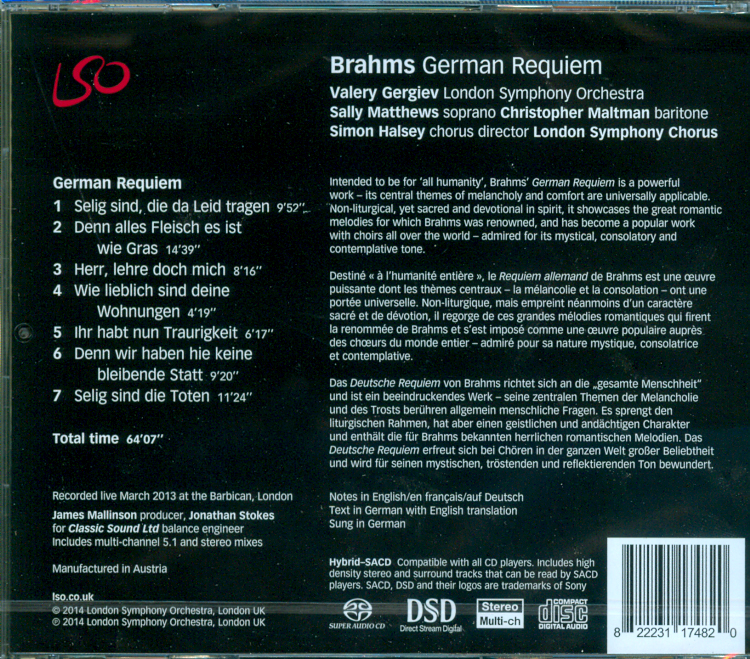 LSO
Brahms German Requiem
Valery Gergiev London Symphony Orchestra
Sally Matthews soprano Christopher Maltman baritone
Simon Halsey chorus director London Symphony Chorus
German Requiem
1 Selig sind, die da Leid tragen 9'52"
2 Denn alles Fleisch es ist
wie Gras 14'39"
3 Herr, lehre doch mich 8'16"
4 Wie lieblich sind deine
Wohnungen 4'19"
5 Ihr habt nun Traurigkeit 6'17"
6 Denn wir haben hie keine
bleibende Statt 9'20"
7 Selig sind die Toten 11'24"
Total time 64'07"
Intended to be for 'all humanity', Brahms' German Requiem is a powerful
work – its central themes of melancholy and comfort are universally applicable.
Non-liturgical, yet sacred and devotional in spirit, it showcases the great romantic
melodies for which Brahms was renowned, and has become a popular work
with choirs all over the world – admired for its mystical, consolatory and
contemplative tone.
Destiné « à l'humanité entière », le Requiem allemand de Brahms est une œuvre
puissante dont les thèmes centraux – la mélancolie et la consolation – ont une
portée universelle. Non-liturgique, mais empreint néanmoins d'un caractère
sacré et de dévotion, il regorge de ces grandes mélodies romantiques qui firent
la renommée de Brahms et s'est imposé comme une œuvre populaire auprès
des chœurs du monde entier – admiré pour sa nature mystique, consolatrice
et contemplative.
Das Deutsche Requiem von Brahms richtet sich an die „gesamte Menschheit"
und ist ein beeindruckendes Werk – seine zentralen Themen der Melancholie
und des Trosts berühren allgemein menschliche Fragen. Es sprengt den
liturgischen Rahmen, hat aber einen geistlichen und andächtigen Charakter
und enthält die für Brahms bekannten herrlichen romantischen Melodien. Das
Deutsche Requiem erfreut sich bei Chören in der ganzen Welt großer Beliebtheit
und wird für seinen mystischen, tröstenden und reflektierenden Ton bewundert.
Recorded live March 2013 at the Barbican, London
James Mallinson producer, Jonathan Stokes
for Classic Sound Ltd balance engineer
Includes multi-channel 5.1 and stereo mixes
Manufactured in Austria
lso.co.uk
© 2014 London Symphony Orchestra, London UK
℗ 2014 London Symphony Orchestra, London UK
Notes in English/en français/auf Deutsch
Text in German with English translation
Sung in German
Hybrid-SACD Compatible with all CD players. Includes high
density stereo and surround tracks that can be read by SACD
players. SACD, DSD and their logos are trademarks of Sony
SUPER AUDIO CD
DSD
Direct Stream Digital
Stereo
Multi-ch
COMPACT
disc
DIGITAL AUDIO
8 22231 17482 0